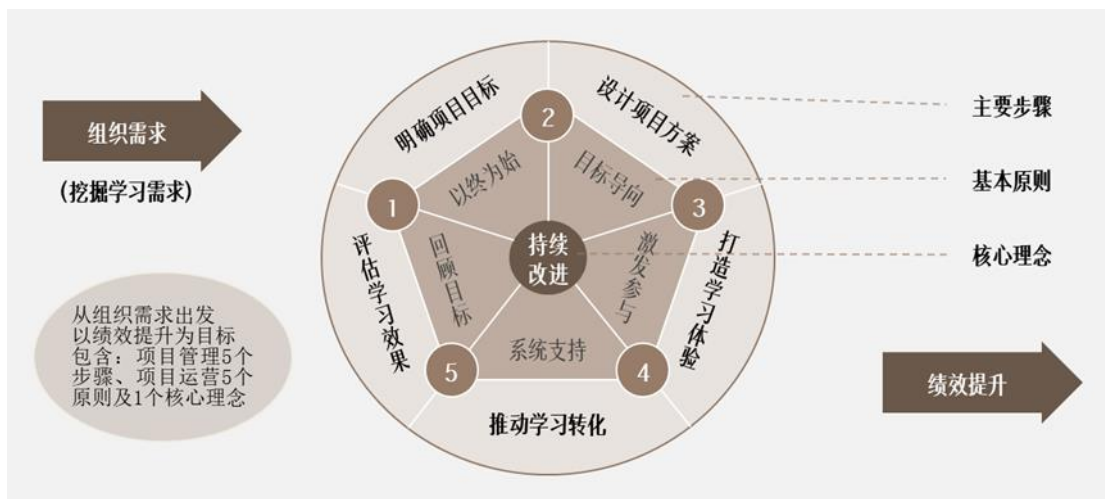 组织需求
(挖掘学习需求)
从组织需求出发
以绩效提升为目标
包含：项目管理5个
步骤、项目运营5个
原则及1个核心理念
明确项目目标
设计项目方案
打造学习体验
推动学习转化
评估学习效果
1
2
3
4
5
以终为始
目标导向
激发参与
系统支持
回顾目标
持续
改进
主要步骤
基本原则
核心理念
绩效提升